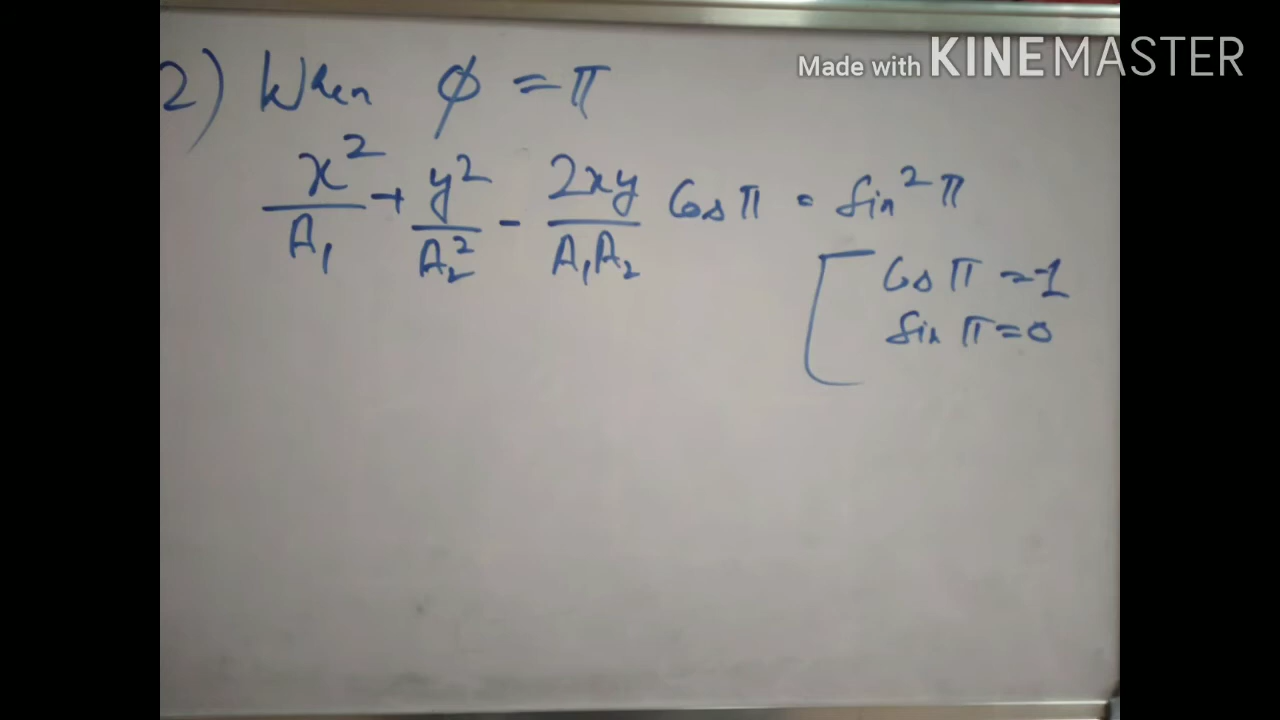 Made with KINEMASTER
2) When ϕ = π
x²/A₁ + y²/A₂² - 2xy/A₁A₂ Cos π = Sin² π
[ Cos π = -1
Sin π = 0